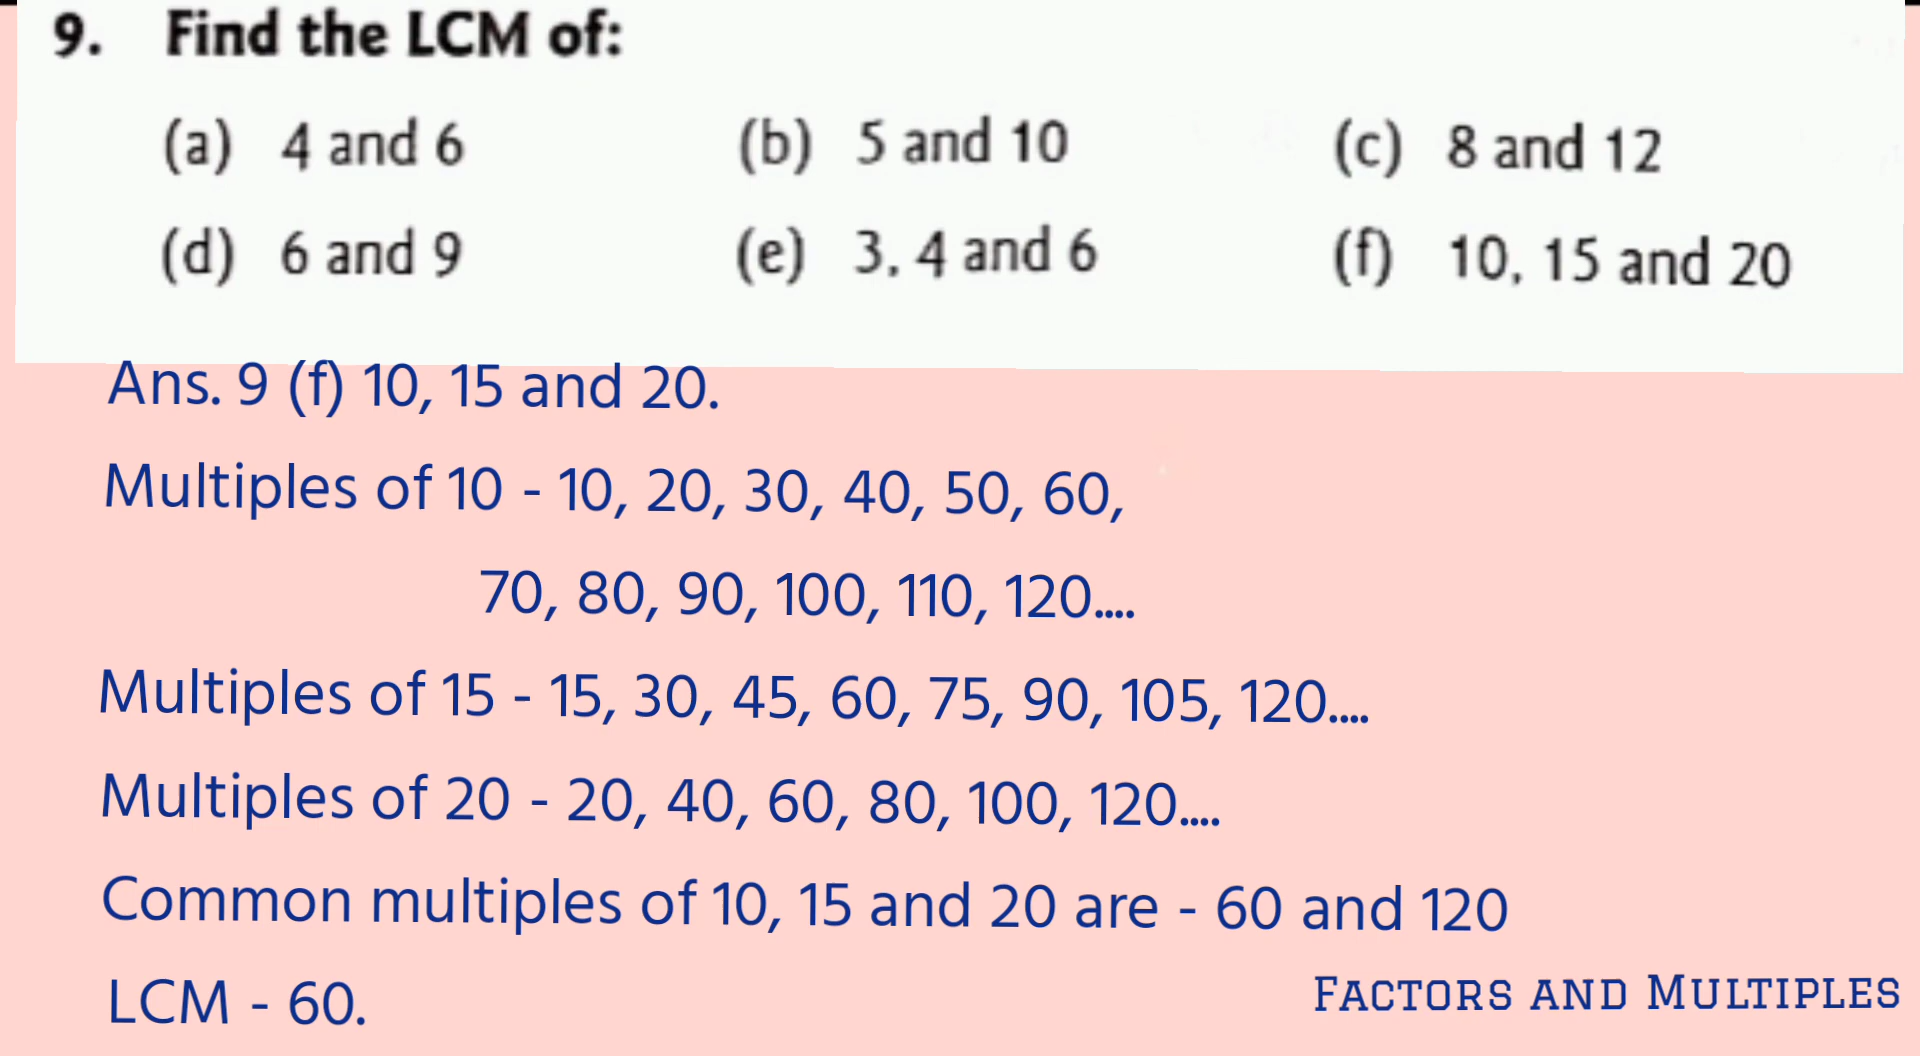 9. Find the LCM of:
(a) 4 and 6 (b) 5 and 10 (c) 8 and 12
(d) 6 and 9 (e) 3, 4 and 6 (f) 10, 15 and 20
Ans. 9 (f) 10, 15 and 20.
Multiples of 10 - 10, 20, 30, 40, 50, 60,
70, 80, 90, 100, 110, 120....
Multiples of 15 - 15, 30, 45, 60, 75, 90, 105, 120....
Multiples of 20 - 20, 40, 60, 80, 100, 120....
Common multiples of 10, 15 and 20 are - 60 and 120
LCM - 60.
FACTORS AND MULTIPLES